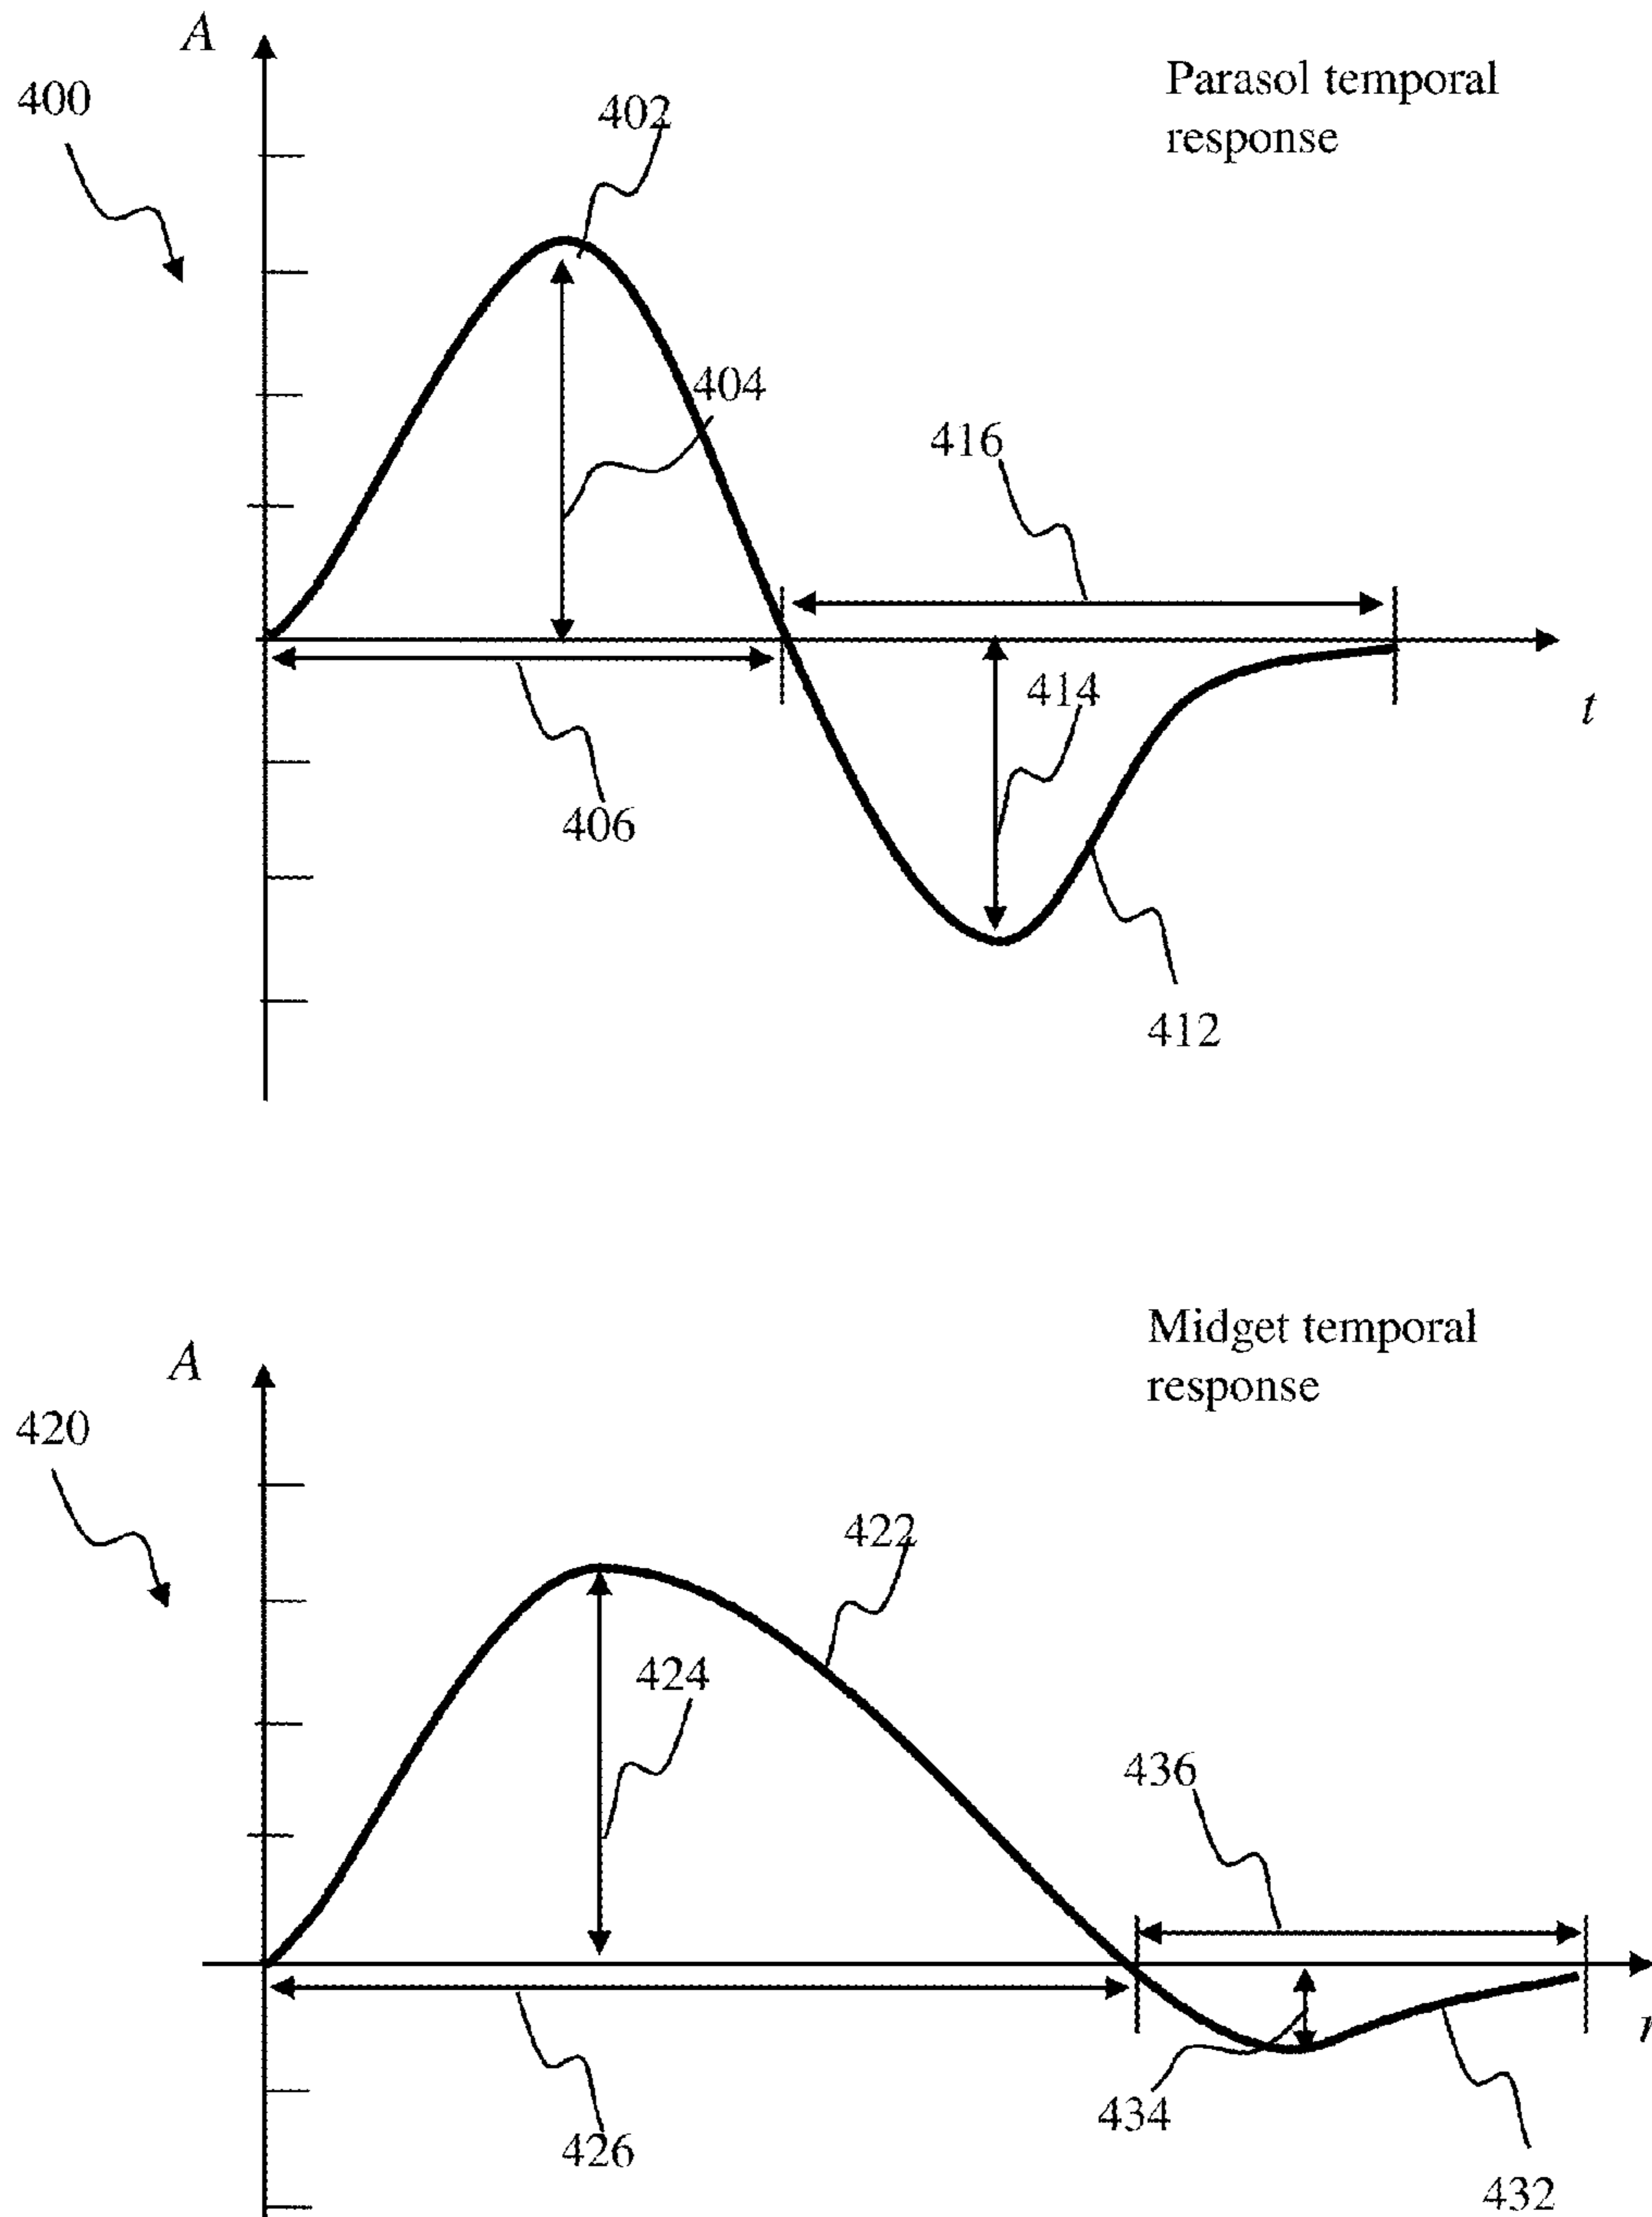 A
Parasol temporal
response
400
402
404
416
414
t
406
412
Midget temporal
response
A
420
422
424
436
434
426
432